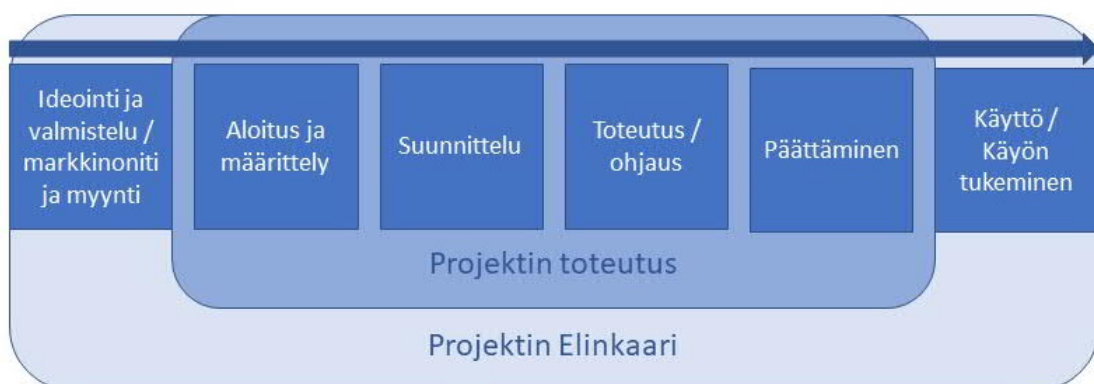 Ideointi ja
valmistelu /
markkinoniti
ja myynti
Aloitus ja
määrittely
Suunnittelu
Toteutus /
ohjaus
Päättäminen
Käyttö /
Käyön
tukeminen
Projektin toteutus
Projektin Elinkaari